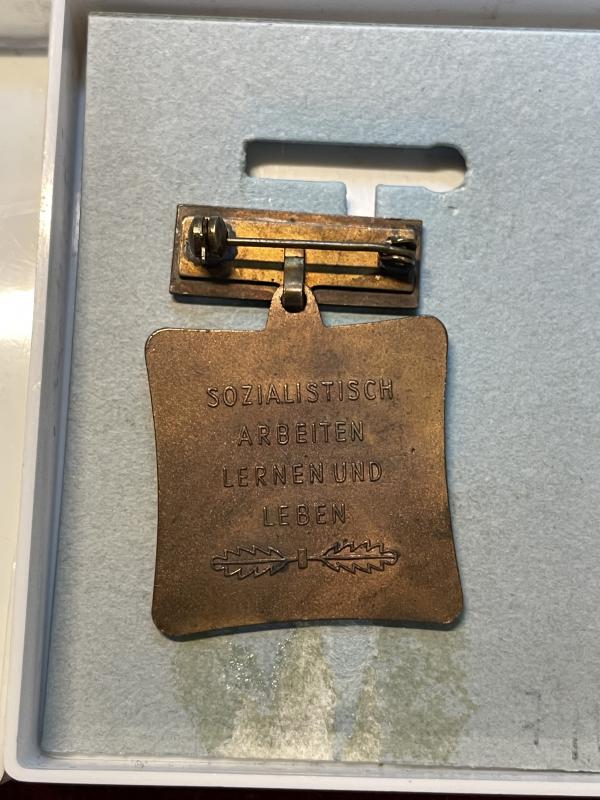 SOZIALISTISCH
ARBEITEN
LERNEN UND
LEBEN